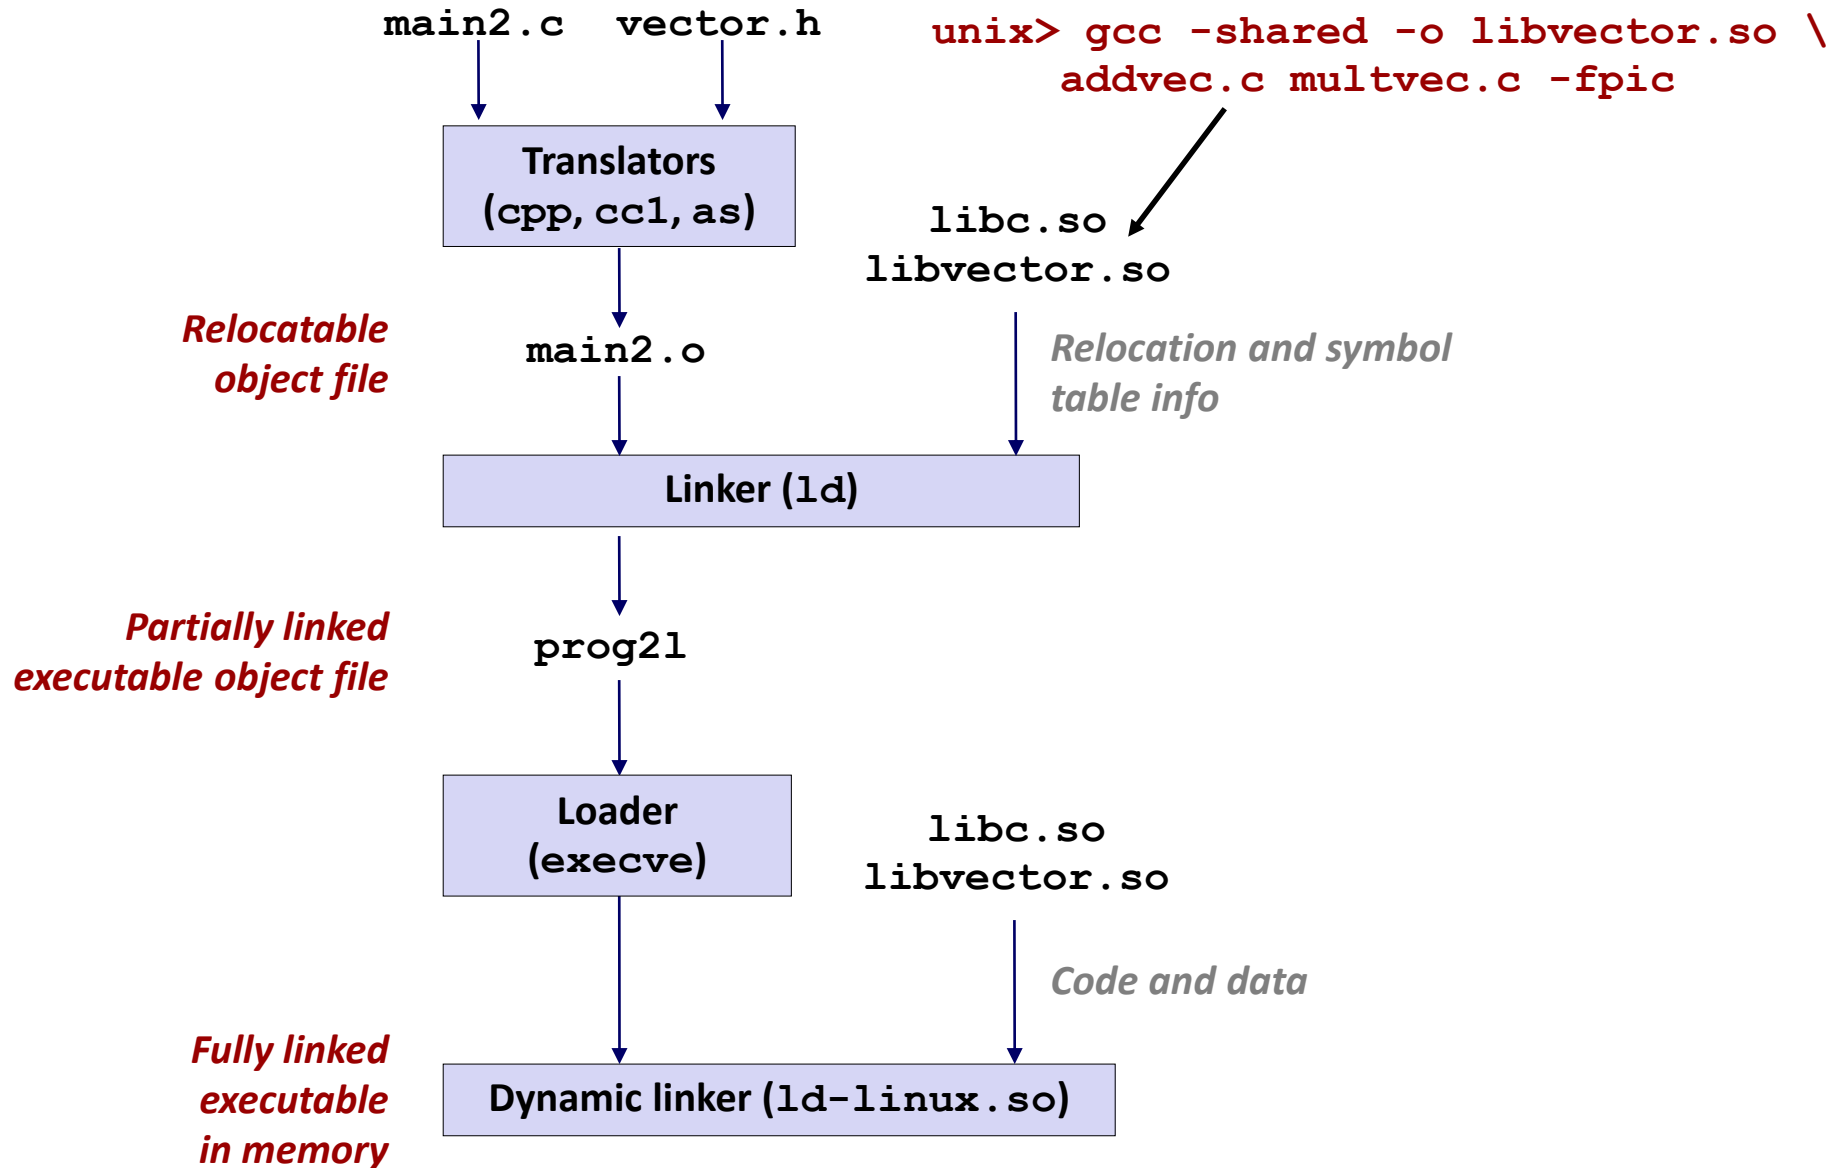 main2.c vector.h
unix> gcc -shared -o libvector.so \
addvec.c multvec.c -fpic
Translators
(cpp, cc1, as)
libc.so
libvector.so
Relocatable
object file
main2.o
Relocation and symbol
table info
Linker (ld)
Partially linked
executable object file
prog2l
Loader
(execve)
libc.so
libvector.so
Code and data
Fully linked
executable
in memory
Dynamic linker (ld-linux.so)